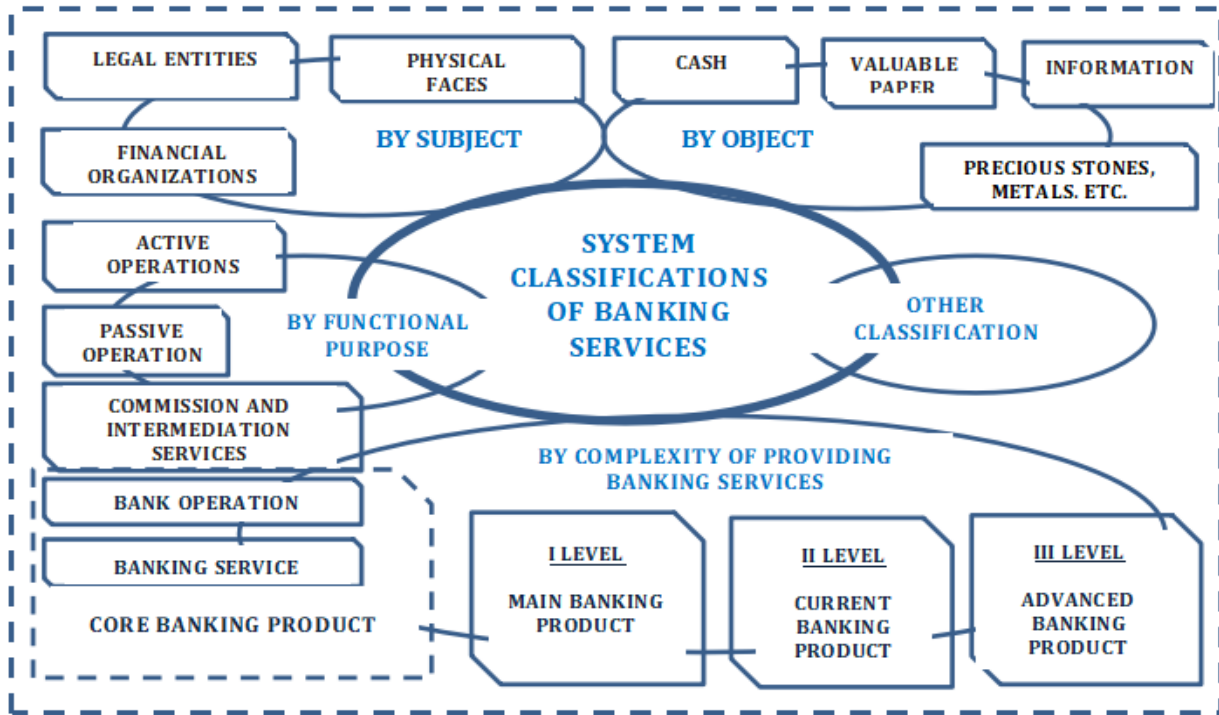 LEGAL ENTITIES
PHYSICAL
FACES
CASH
VALUABLE
PAPER
INFORMATION
BY SUBJECT
BY OBJECT
FINANCIAL
ORGANIZATIONS
PRECIOUS STONES,
METALS. ETC.
ACTIVE
OPERATIONS
SYSTEM
CLASSIFICATIONS
OF BANKING
SERVICES
PASSIVE
OPERATION
BY FUNCTIONAL
PURPOSE
OTHER
CLASSIFICATION
COMMISSION AND
INTERMEDIATION
SERVICES
BY COMPLEXITY OF PROVIDING
BANKING SERVICES
BANK OPERATION
BANKING SERVICE
CORE BANKING PRODUCT
I LEVEL
MAIN BANKING
PRODUCT
II LEVEL
CURRENT
BANKING
PRODUCT
III LEVEL
ADVANCED
BANKING
PRODUCT